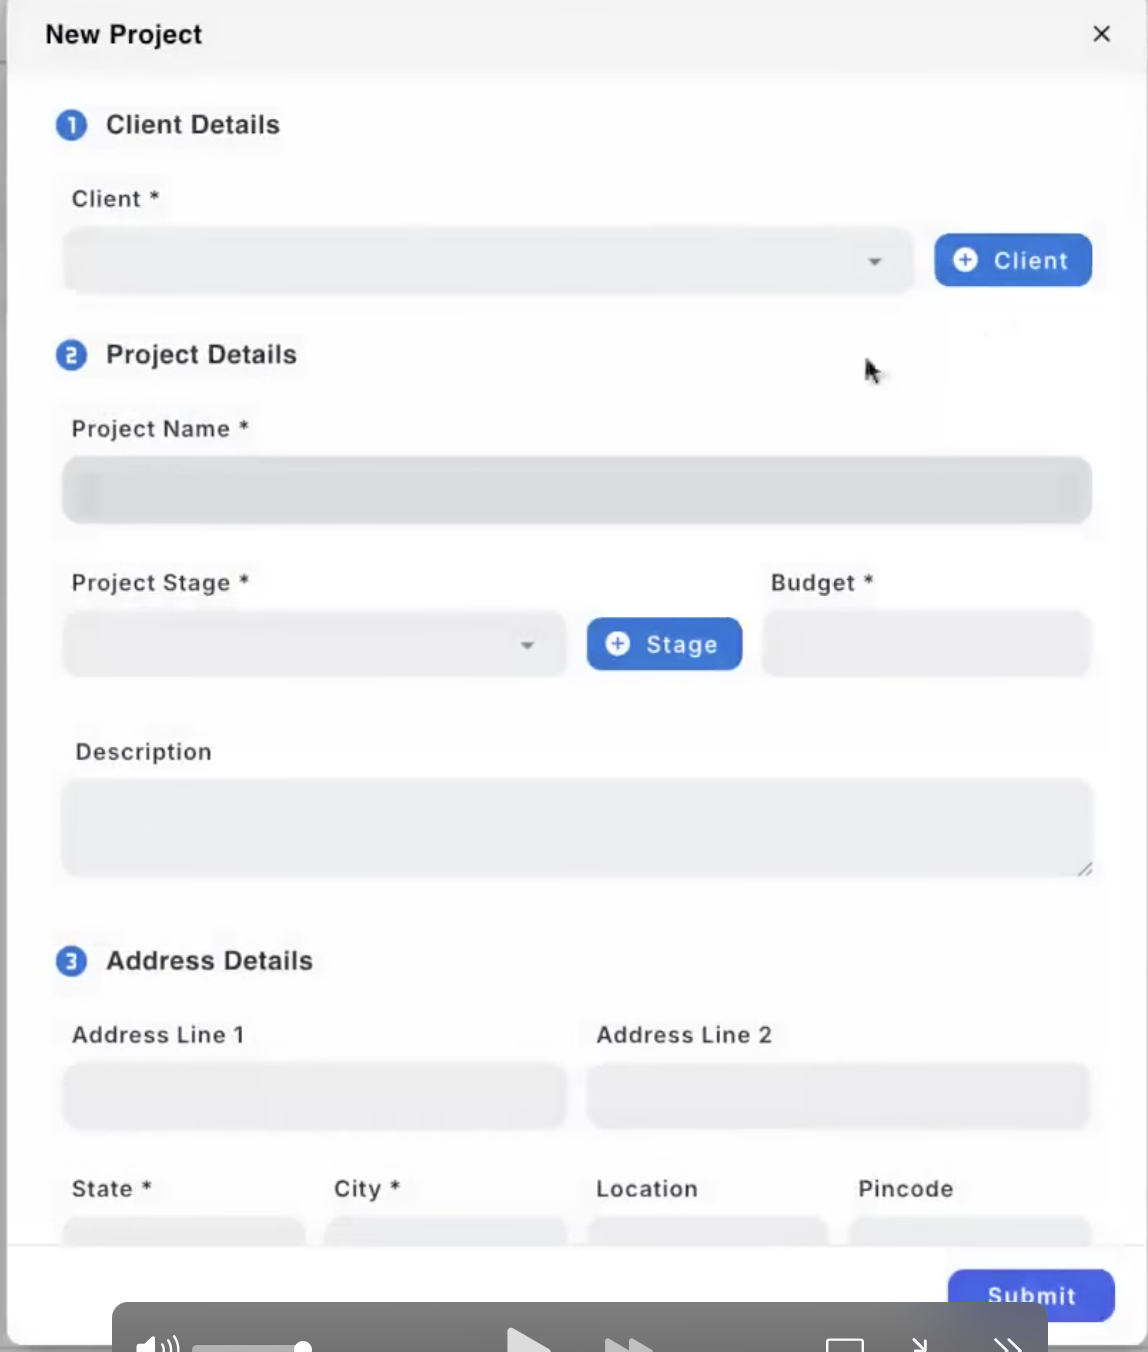 New Project
1 Client Details
Client *
Client
2 Project Details
Project Name *
Project Stage * Budget *
Stage
Description
3 Address Details
Address Line 1 Address Line 2
State * City * Location Pincode
Submit